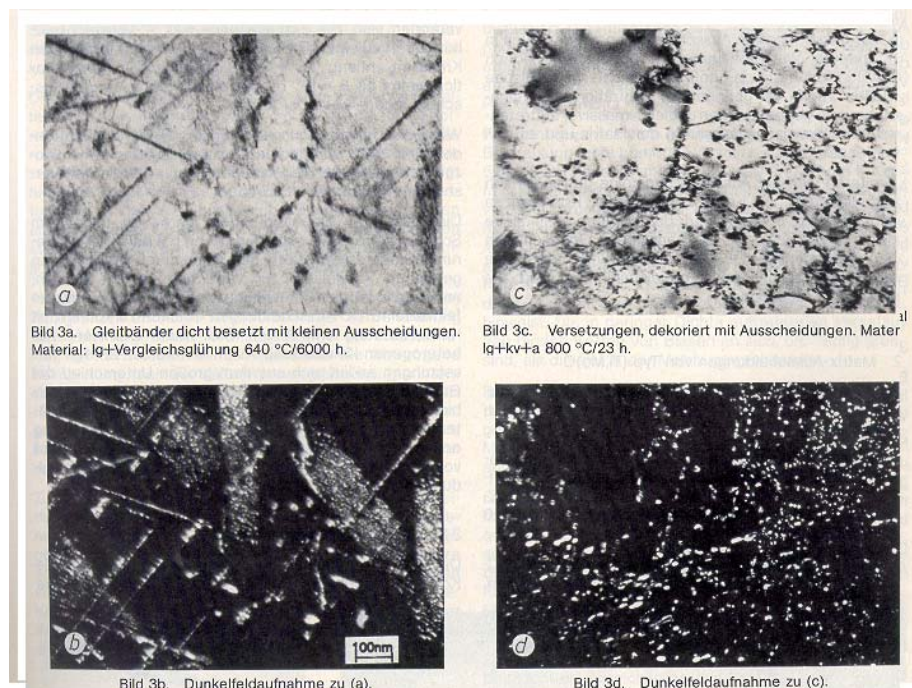 a
Bild 3a. Gleitbänder dicht besetzt mit kleinen Ausscheidungen.
Material: lg+Vergleichsglühung 640 °C/6000 h.
b
100nm
Bild 3b. Dunkelfeldaufnahme zu (a).
c
al
Bild 3c. Versetzungen, dekoriert mit Ausscheidungen. Mater
lg+kv+a 800 °C/23 h.
d
Bild 3d. Dunkelfeldaufnahme zu (c).